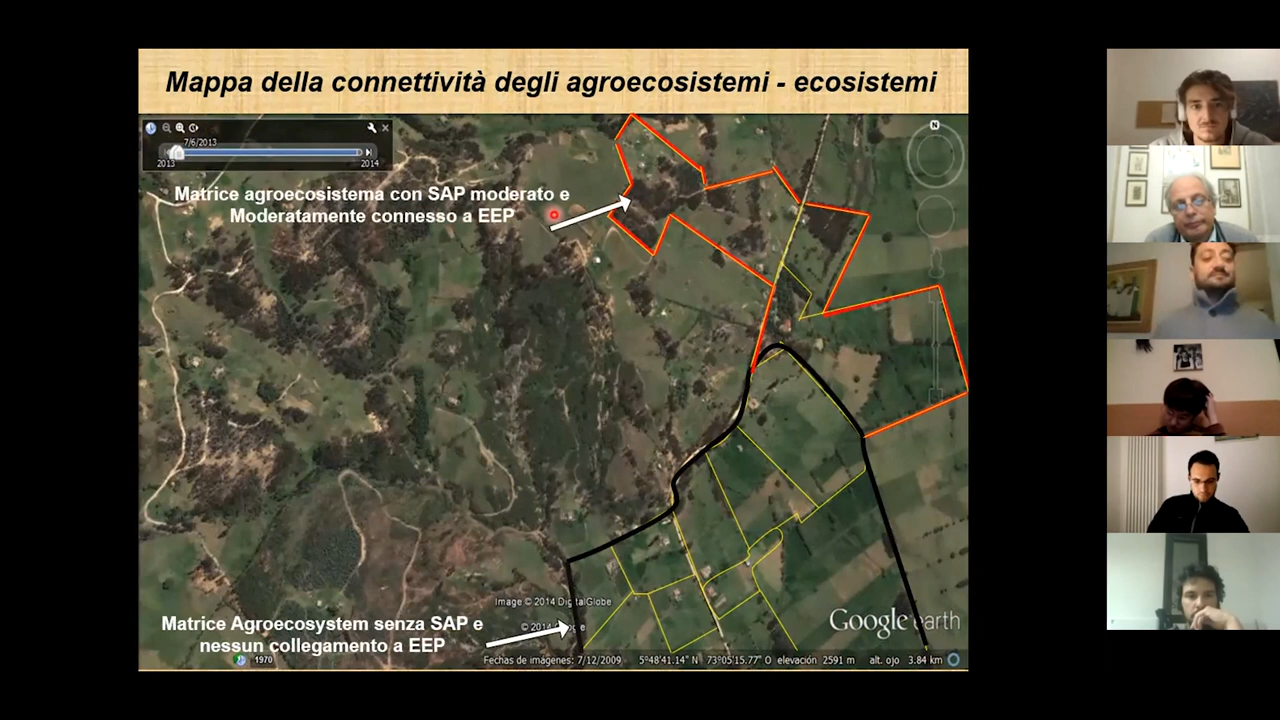 Mappa della connettività degli agroecosistemi - ecosistemi
N
7/6/2013
2013
2014
Matrice agroecosistema con SAP moderato e
Moderatamente connesso a EEP
Image © 2014 DigitalGlobe
Matrice Agroecosystem senza SAP e
nessun collegamento a EEP
© 2014 Google
Google earth
1970
Fechas de imágenes: 7/12/2009 5°48'41.14" N 73°05'15.77" O elevación 2591 m alt. ojo 3.84 km